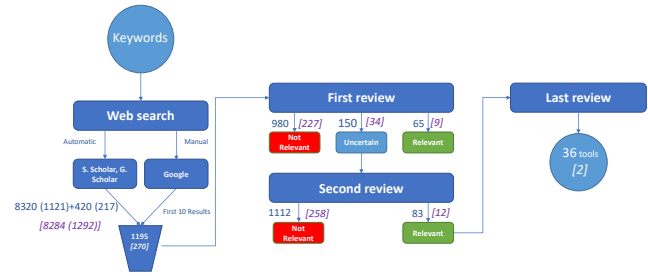 Keywords
Web search
Automatic
Manual
S. Scholar, G.
Scholar
Google
8320 (1121)+420 (217)
[8284 (1292)]
First 10 Results
1195
[270]
First review
980 [227]
150 [34]
65 [9]
Not
Relevant
Uncertain
Relevant
Second review
1112 [258]
83 [12]
Not
Relevant
Relevant
Last review
36 tools
[2]